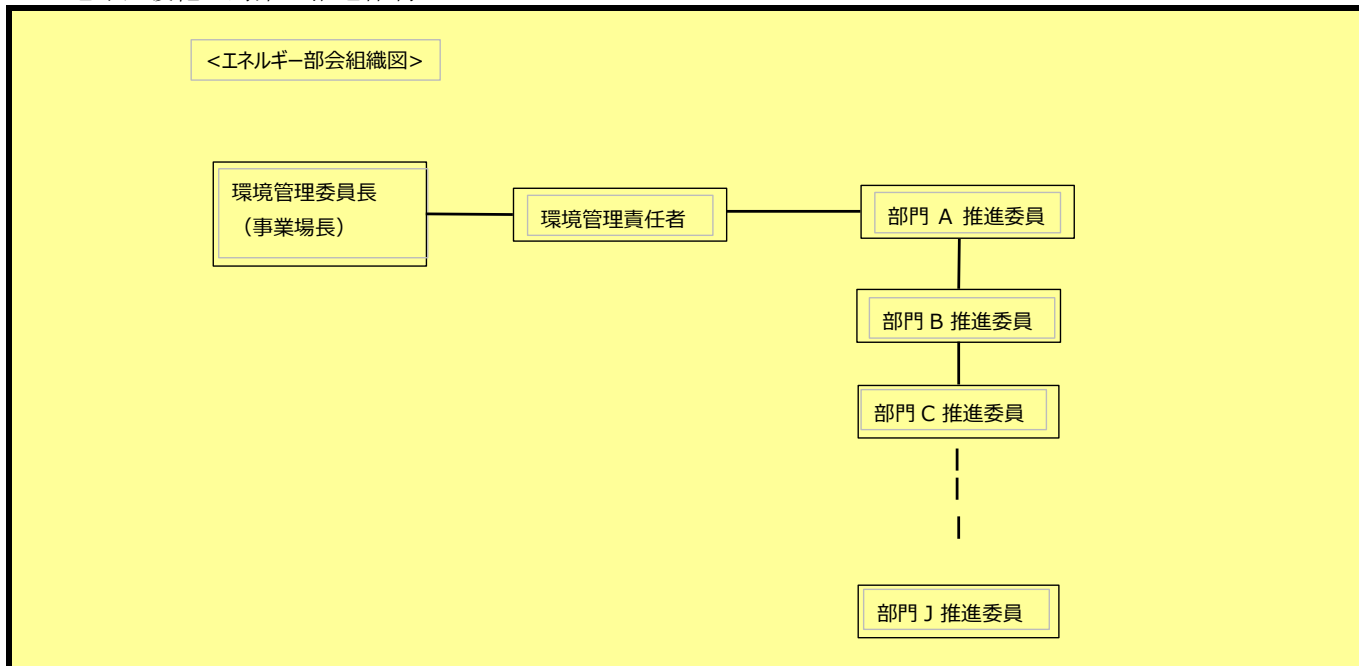 <エネルギー部会組織図>
環境管理委員長
（事業場長）
環境管理責任者
部門 A 推進委員
部門 B 推進委員
部門 C 推進委員
部門 J 推進委員